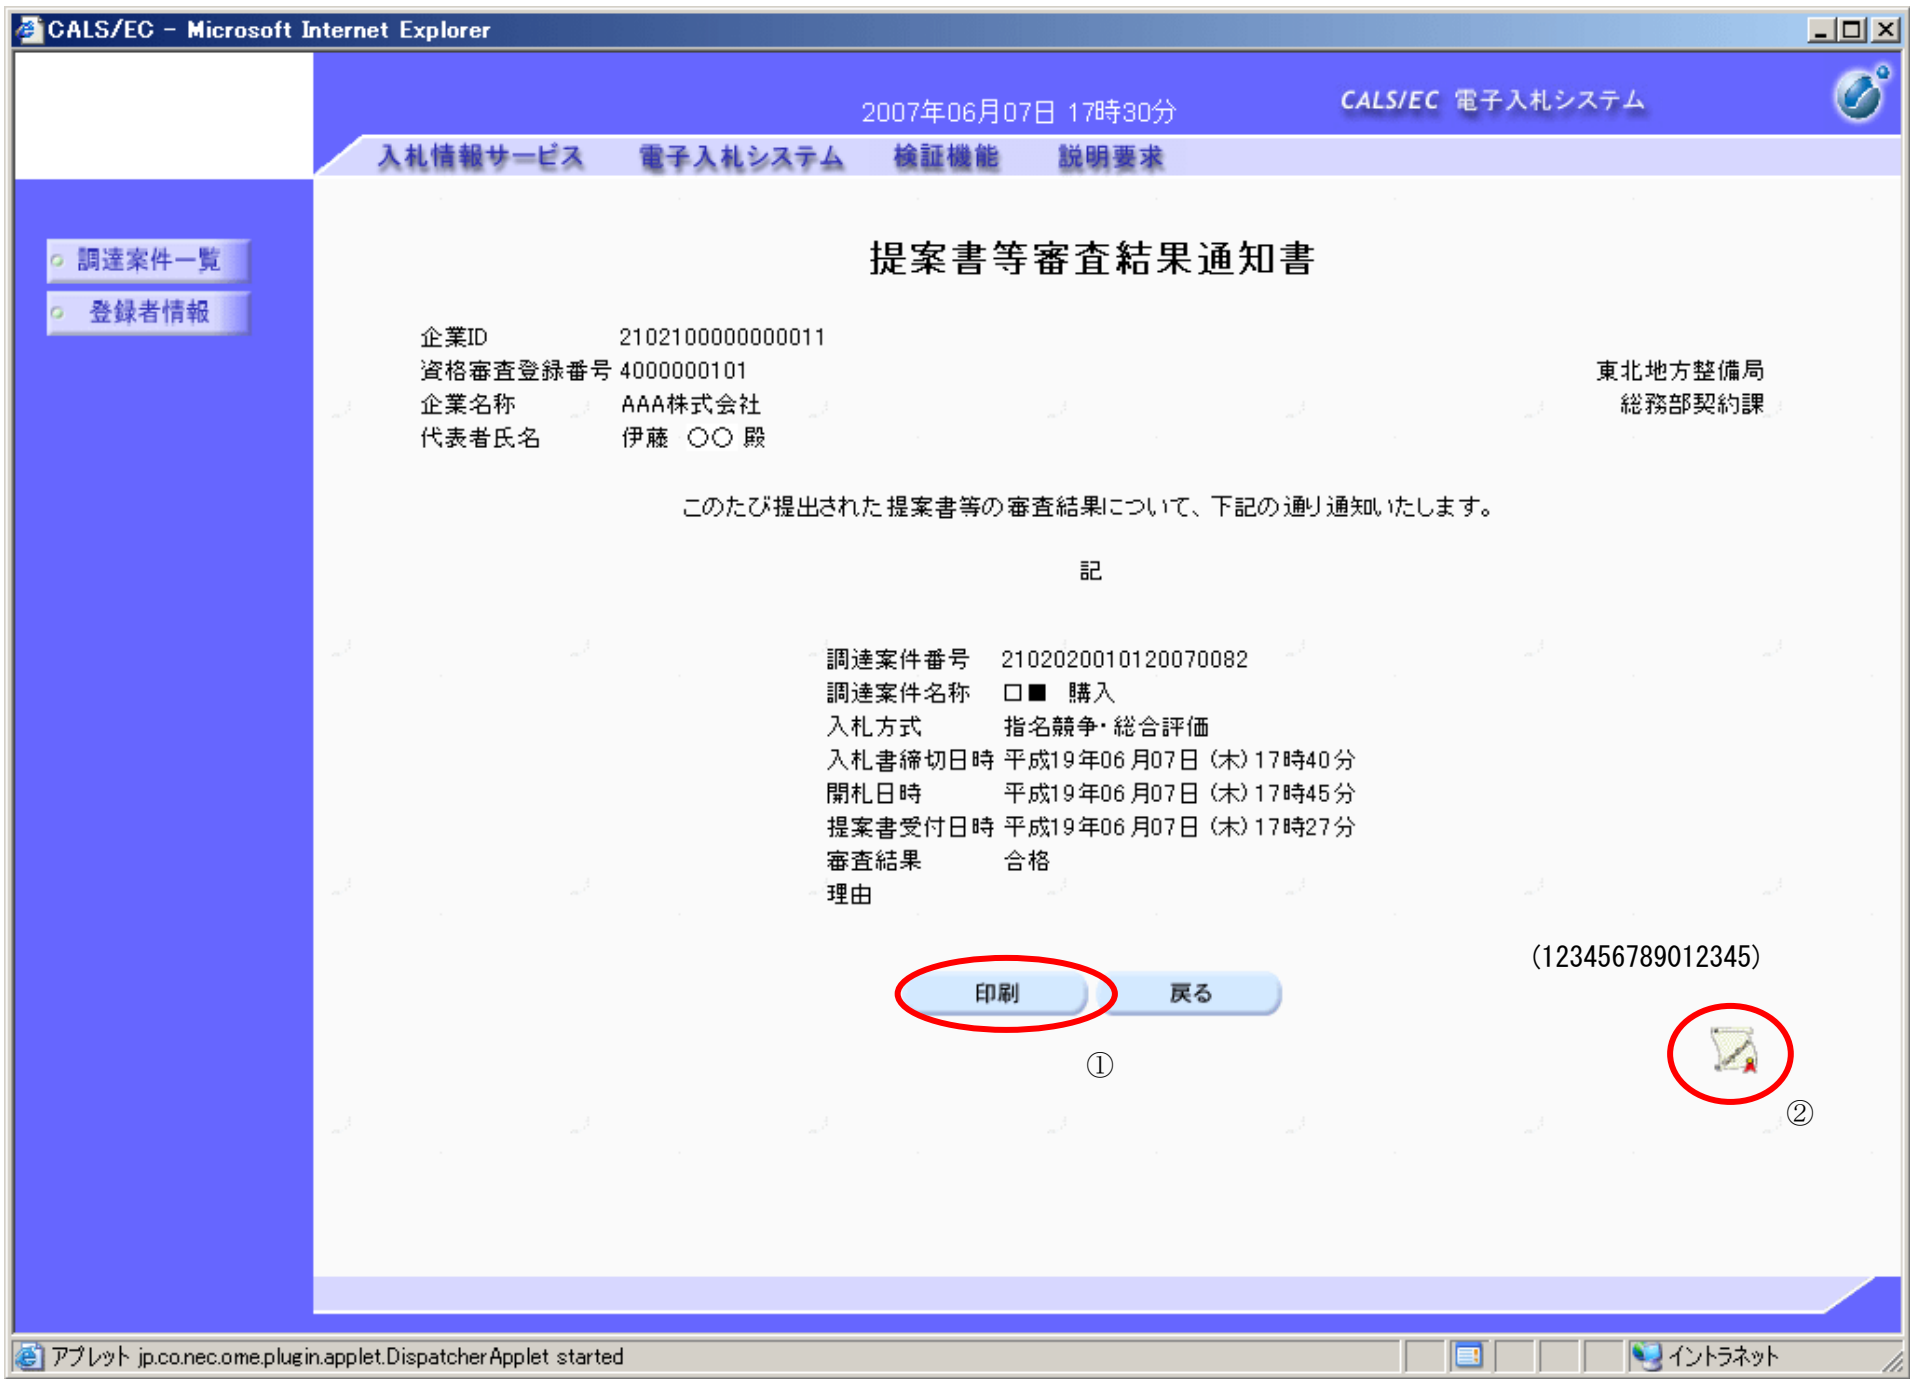 CALS/EC - Microsoft Internet Explorer
2007年06月07日 17時30分
CALS/EC 電子入札システム
入札情報サービス 電子入札システム 検証機能 説明要求
調達案件一覧
登録者情報
提案書等審査結果通知書
企業ID 2102100000000011
資格審査登録番号 4000000101
東北地方整備局
企業名称 AAA株式会社
総務部契約課
代表者氏名 伊藤 〇〇 殿
このたび提出された提案書等の審査結果について、下記の通り通知いたします。
記
調達案件番号 2102020010120070082
調達案件名称 □■ 購入
入札方式 指名競争・総合評価
入札書締切日時 平成19年06月07日 (木) 17時40分
開札日時 平成19年06月07日 (木) 17時45分
提案書受付日時 平成19年06月07日 (木) 17時27分
審査結果 合格
理由
(123456789012345)
印刷 戻る
①
②
アプレット jp.co.nec.ome.plugin.applet.DispatcherApplet started
イントラネット